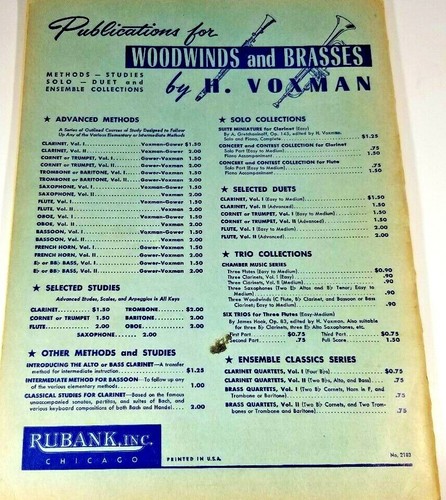 Publications for
WOODWINDS and BRASSES
METHODS — STUDIES
SOLO — DUET and
ENSEMBLE COLLECTIONS
by H. VOXMAN
★ ADVANCED METHODS
A Series of Outlined Courses of Study Designed to Follow
Up Any of the Various Elementary or Intermediate Methods
CLARINET, Vol. I Voxman-Gower $1.50
CLARINET, Vol. II Voxman-Gower 2.00
CORNET or TRUMPET, Vol. I Gower-Voxman 1.50
CORNET or TRUMPET, Vol. II Gower-Voxman 2.00
TROMBONE or BARITONE, Vol. I Gower-Voxman 1.50
TROMBONE or BARITONE, Vol. II Gower-Voxman 2.00
SAXOPHONE, Vol. I Voxman-Gower 1.50
SAXOPHONE, Vol. II Voxman-Gower 2.00
FLUTE, Vol. I Voxman-Gower 1.50
FLUTE, Vol. II Voxman-Gower 2.00
OBOE, Vol. I Voxman-Gower 1.50
OBOE, Vol. II Voxman-Gower 2.00
BASSOON, Vol. I Voxman-Gower 1.50
BASSOON, Vol. II Voxman-Gower 2.00
FRENCH HORN, Vol. I Gower-Voxman 1.50
FRENCH HORN, Vol. II Gower-Voxman 2.00
E♭ or BB♭ BASS, Vol. I Gower-Voxman 1.50
E♭ or BB♭ BASS, Vol. II Gower-Voxman 2.00
★ SELECTED STUDIES
Advanced Etudes, Scales, and Arpeggios in All Keys
CLARINET $1.50 TROMBONE $2.00
CORNET or TRUMPET 1.50 BARITONE 2.00
FLUTE 2.00 OBOE 2.00
SAXOPHONE 2.00
★ OTHER METHODS and STUDIES
INTRODUCING THE ALTO or BASS CLARINET—A transfer
method for intermediate instruction $1.25
INTERMEDIATE METHOD FOR BASSOON—To follow up any
of the various elementary methods 1.00
CLASSICAL STUDIES FOR CLARINET—Based on the famous
unaccompanied sonatas, partitas, and suites of Bach, and
various keyboard compositions of both Bach and Handel 2.00
RUBANK, INC.
CHICAGO
PRINTED IN U.S.A.
★ SOLO COLLECTIONS
SUITE MINIATURE for Clarinet (Easy)
By A. Gretchaninoff, Op. 145, edited by H. Voxman.
Solo and Piano, Complete $1.25
CONCERT and CONTEST COLLECTION for Clarinet
Solo Part (Easy to Medium) .75
Piano Accompaniment 1.50
CONCERT and CONTEST COLLECTION for Flute
Solo Part (Easy to Medium) .75
Piano Accompaniment 1.50
★ SELECTED DUETS
CLARINET, Vol. I (Easy to Medium) $1.50
CLARINET, Vol. II (Advanced) 1.50
CORNET or TRUMPET, Vol. I (Easy to Medium) 1.50
CORNET or TRUMPET, Vol. II (Advanced) 1.50
FLUTE, Vol. I (Easy to Medium) 2.00
FLUTE, Vol. II (Advanced) 2.00
★ TRIO COLLECTIONS
CHAMBER MUSIC SERIES
Three Flutes (Easy to Medium) $0.90
Three Clarinets, Vol. I (Easy) .90
Three Clarinets, Vol. II (Medium) .90
Three Saxophones (Two E♭ Altos and B♭ Tenor; Easy to
Medium) .90
Three Woodwinds (C Flute, B♭ Clarinet, and Bassoon or Bass
Clarinet; Easy to Medium) .90
SIX TRIOS for Three Flutes (Easy-Medium)
By James Hook, Op. 83, edited by H. Voxman. Also suitable
for three B♭ Clarinets, three E♭ Alto Saxophones, etc.
First Part $0.75 Third Part $0.75
Second Part .75 Full Score 1.50
★ ENSEMBLE CLASSICS SERIES
CLARINET QUARTETS, Vol. I (Four B♭s) $0.75
CLARINET QUARTETS, Vol. II (Two B♭s, Alto, and Bass) .75
BRASS QUARTETS, Vol. I (Two B♭ Cornets, Horn in F, and
Trombone or Baritone) .75
BRASS QUARTETS, Vol. II (Two B♭ Cornets, and Two Trom-
bones or Trombone and Baritone) .75
No. 2103